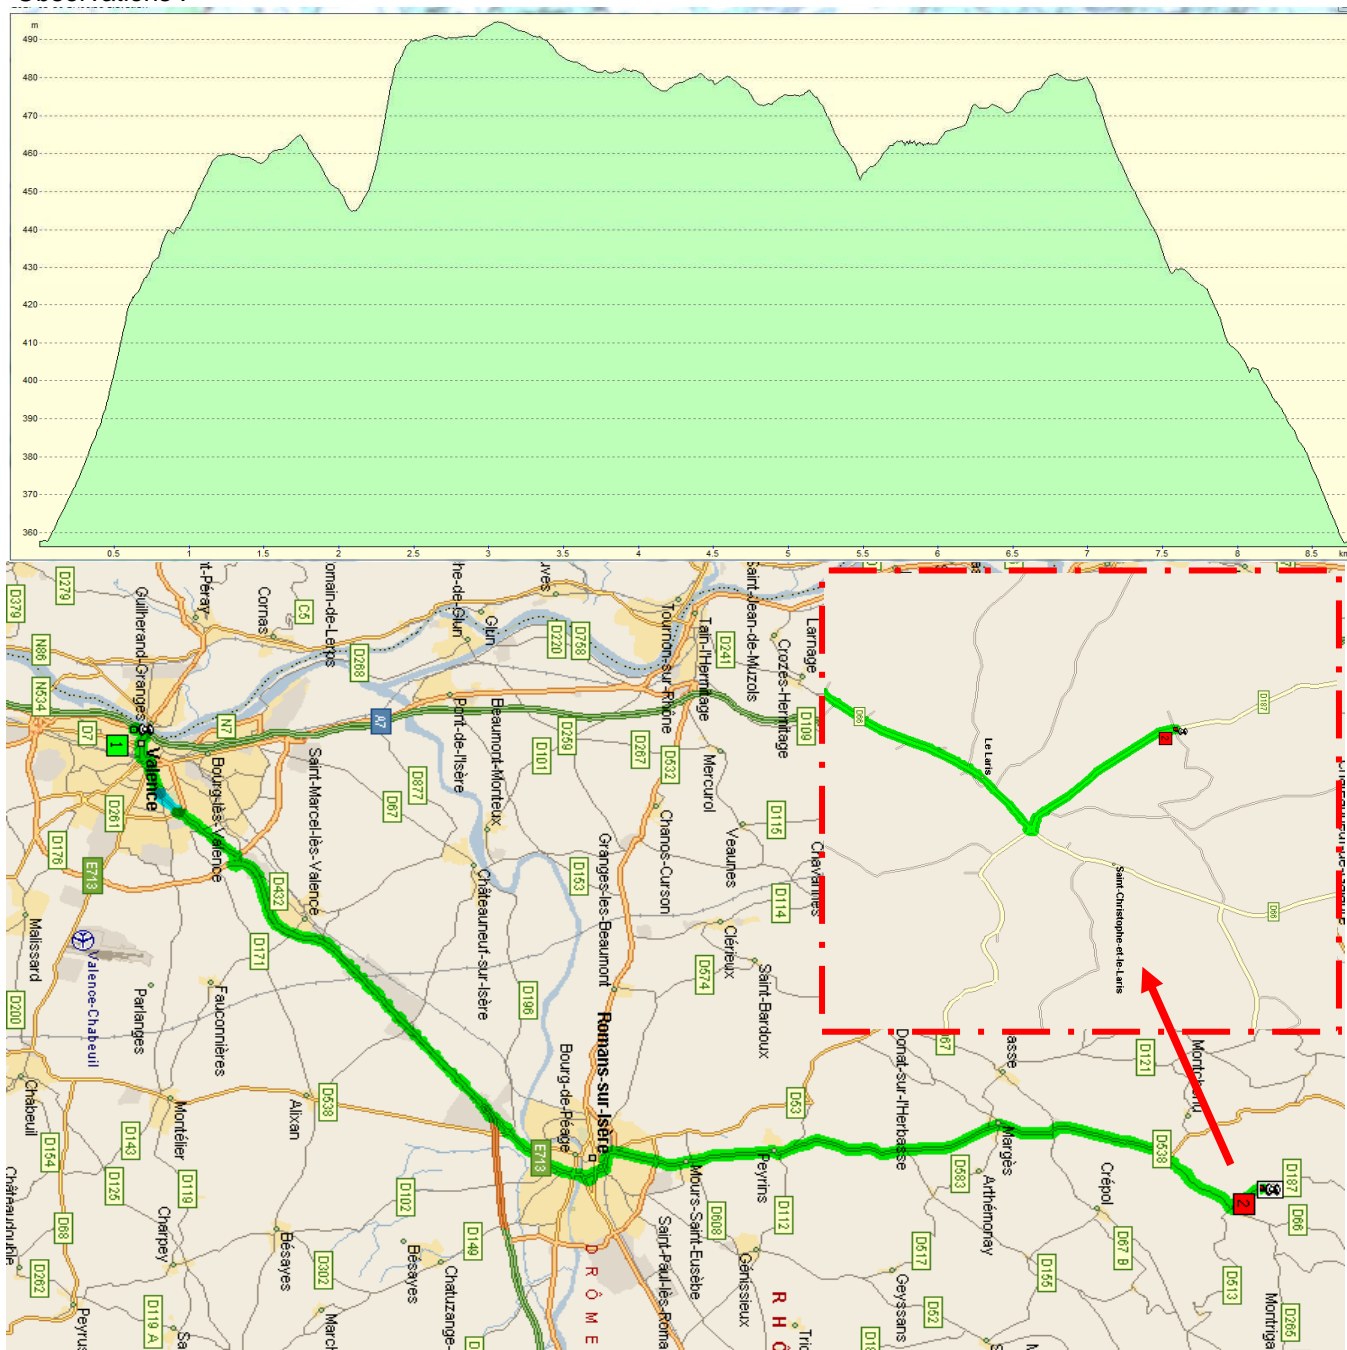 Observations :
m
490
480
470
460
450
440
430
420
410
400
390
380
370
360
0.5
1
1.5
2
2.5
3
3.5
4
4.5
5
5.5
6
6.5
7
7.5
8
8.5
km
D379
D279
N86
N534
D7
Guilherand-Granges
1
Valence
D261
D176
E713
Malissard
D200
Valence-Chabeuil
Parlanges
Fauconnières
D171
D432
Bourg-lès-Valence
N7
Saint-Marcel-lès-Valence
Cornas
C5
D268
A7
D877
D67
Pont-de-l'Isère
Glun
Beaumont-Monteux
Châteauneuf-sur-Isère
D220
D758
D259
D101
D153
D196
Tournon-sur-Rhône
Tain-l'Hermitage
Saint-Jean-de-Muzols
D241
Crozes-Hermitage
Larnage
D109
D267
D532
Mercurol
Chanos-Curson
Granges-les-Beaumont
Veaunes
D115
Chavannes
D114
Clérieux
D574
Saint-Bardoux
Romans-sur-Isère
Bourg-de-Péage
E713
D538
Alixan
Montélier
D143
D119
D125
D154
Chabeuil
Châteaudouble
D68
D262
Charpey
Bésayes
D302
D119 A
D102
Bésayes
D149
Chatuzange-
Mours-Saint-Eusèbe
D608
Peyrins
D112
D53
Génissieux
DRÔME
D66
Le Laris
2
D187
Saint-Christophe-et-le-Laris
D66
Donat-sur-l'Herbasse
D121
Margès
D583
Arthémonay
D517
Geyssans
D52
Crépol
D67 B
D155
D538
D187
D66
2
D513
D265